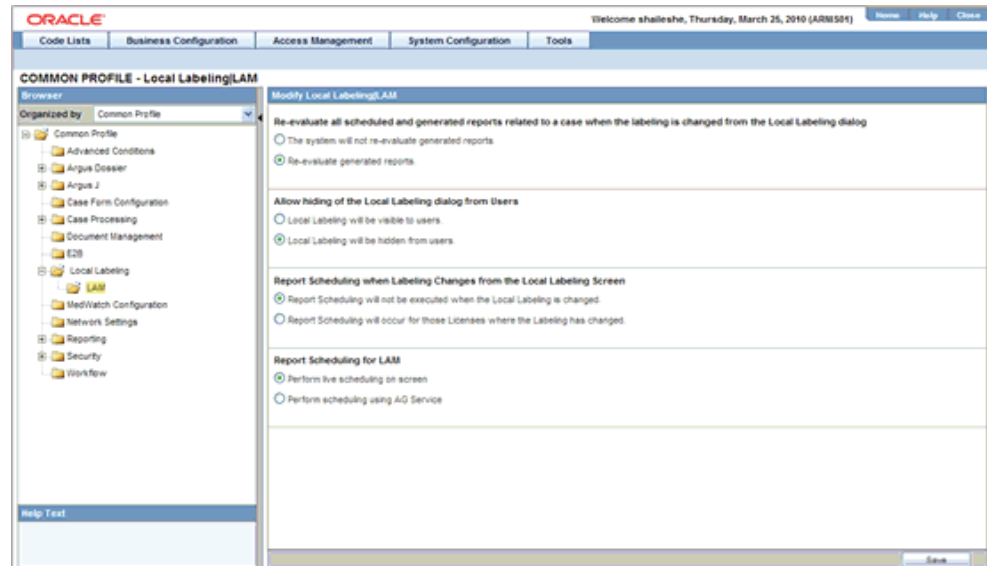 ORACLE
Welcome shaileshe, Thursday, March 25, 2010 (ARMIS01)
Home Help Close
Code Lists Business Configuration Access Management System Configuration Tools
COMMON PROFILE - Local Labeling|LAM
Browser
Organized by Common Profile
Common Profile
Advanced Conditions
Argus Dossier
Argus J
Case Form Configuration
Case Processing
Document Management
E2B
Local Labeling
LAM
MedWatch Configuration
Network Settings
Reporting
Security
Workflow
Help Text
Modify Local Labeling|LAM
Re-evaluate all scheduled and generated reports related to a case when the labeling is changed from the Local Labeling dialog
The system will not re-evaluate generated reports
Re-evaluate generated reports.
Allow hiding of the Local Labeling dialog from Users
Local Labeling will be visible to users.
Local Labeling will be hidden from users.
Report Scheduling when Labeling Changes from the Local Labeling Screen
Report Scheduling will not be executed when the Local Labeling is changed.
Report Scheduling will occur for those Licenses where the Labeling has changed.
Report Scheduling for LAM
Perform live scheduling on screen
Perform scheduling using AG Service
Save